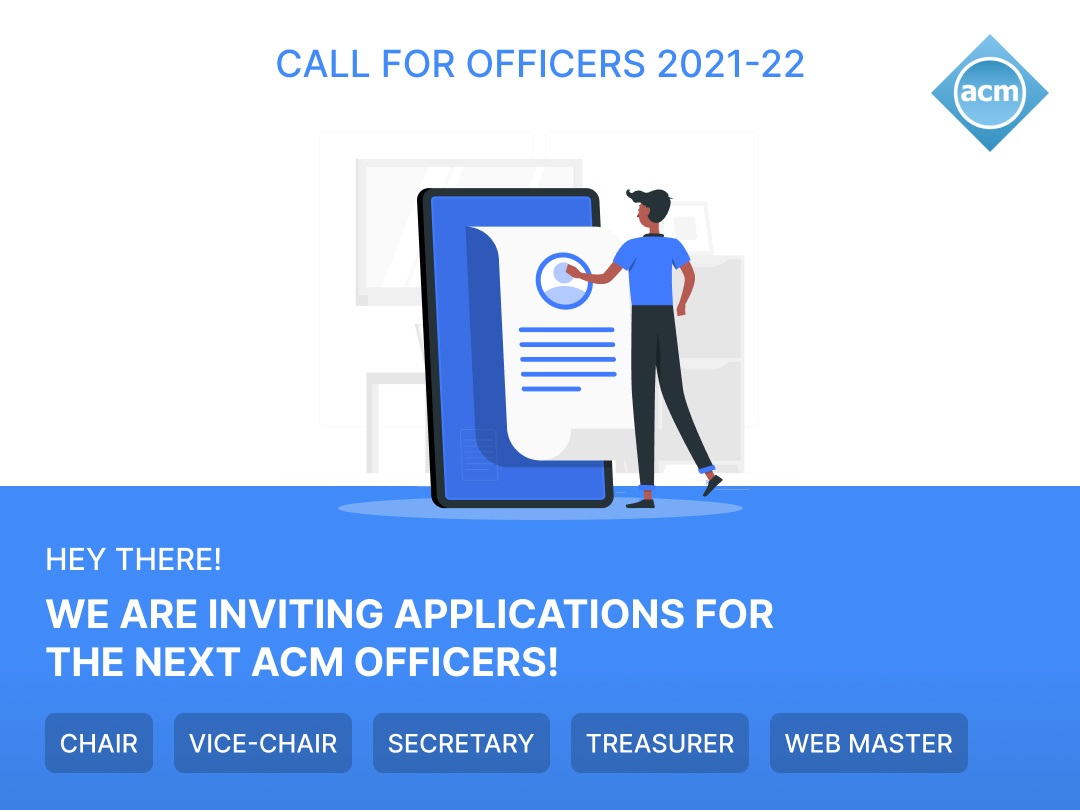 CALL FOR OFFICERS 2021-22
acm
HEY THERE!
WE ARE INVITING APPLICATIONS FOR
THE NEXT ACM OFFICERS!
CHAIR VICE-CHAIR SECRETARY TREASURER WEB MASTER